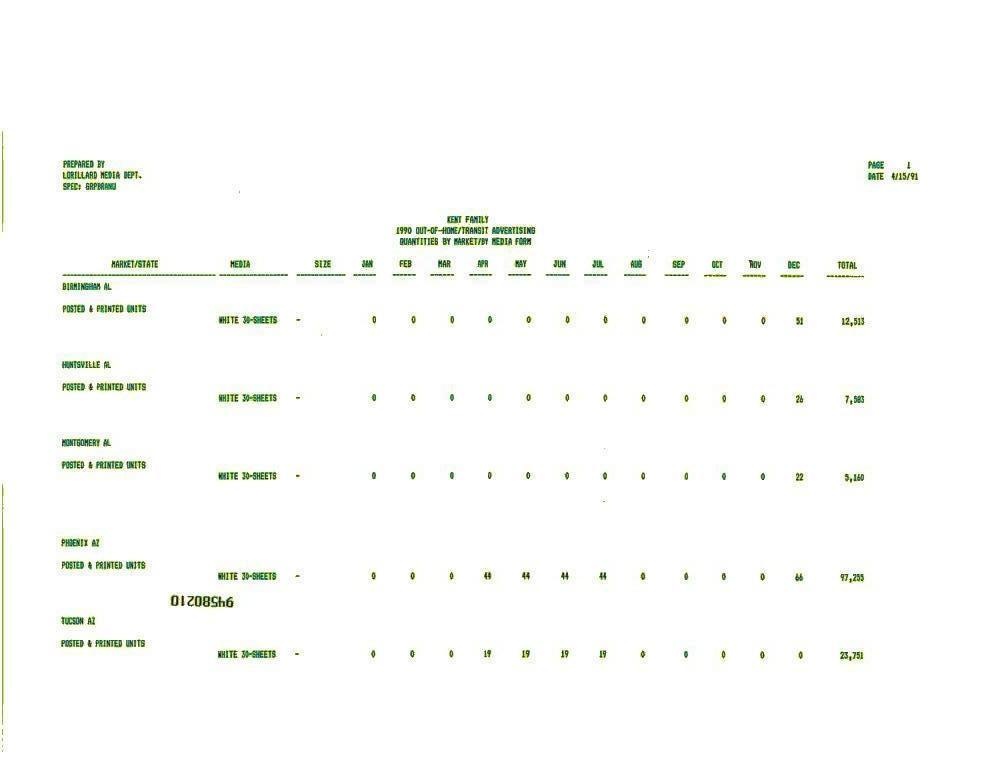 PREPARED BY PAGE 1
LORILLARD MEDIA DEPT. DATE 4/15/91
SPEC: GRPBRANU
KENT FAMILY
1990 OUT-OF-HOME/TRANSIT ADVERTISING
QUANTITIES BY MARKET/BY MEDIA FORM
MARKET/STATE MEDIA SIZE JAN FEB MAR APR MAY JUN JUL AUG SEP OCT NOV DEC TOTAL
BIRMINGHAM AL
POSTED & PRINTED UNITS
WHITE 30-SHEETS - 0 0 0 0 0 0 0 0 0 0 0 51 12,513
HUNTSVILLE AL
POSTED & PRINTED UNITS
WHITE 30-SHEETS - 0 0 0 0 0 0 0 0 0 0 0 26 7,583
MONTGOMERY AL
POSTED & PRINTED UNITS
WHITE 30-SHEETS - 0 0 0 0 0 0 0 0 0 0 0 22 5,160
PHOENIX AZ
POSTED & PRINTED UNITS
WHITE 30-SHEETS - 0 0 0 44 44 44 44 0 0 0 0 66 97,255
94580210
TUCSON AZ
POSTED & PRINTED UNITS
WHITE 30-SHEETS - 0 0 0 19 19 19 19 0 0 0 0 0 23,751